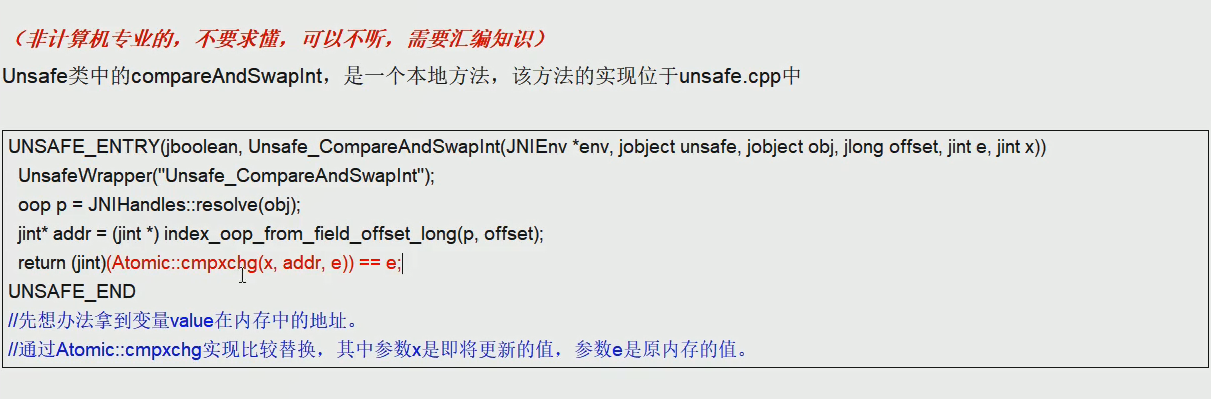 （非计算机专业的，不要求懂，可以不听，需要汇编知识）
Unsafe类中的compareAndSwapInt，是一个本地方法，该方法的实现位于unsafe.cpp中
UNSAFE_ENTRY(jboolean, Unsafe_CompareAndSwapInt(JNIEnv *env, jobject unsafe, jobject obj, jlong offset, jint e, jint x))
UnsafeWrapper("Unsafe_CompareAndSwapInt");
oop p = JNIHandles::resolve(obj);
jint* addr = (jint *) index_oop_from_field_offset_long(p, offset);
return (jint)(Atomic::cmpxchg(x, addr, e)) == e;
UNSAFE_END
//先想办法拿到变量value在内存中的地址。
//通过Atomic::cmpxchg实现比较替换，其中参数x是即将更新的值，参数e是原内存的值。